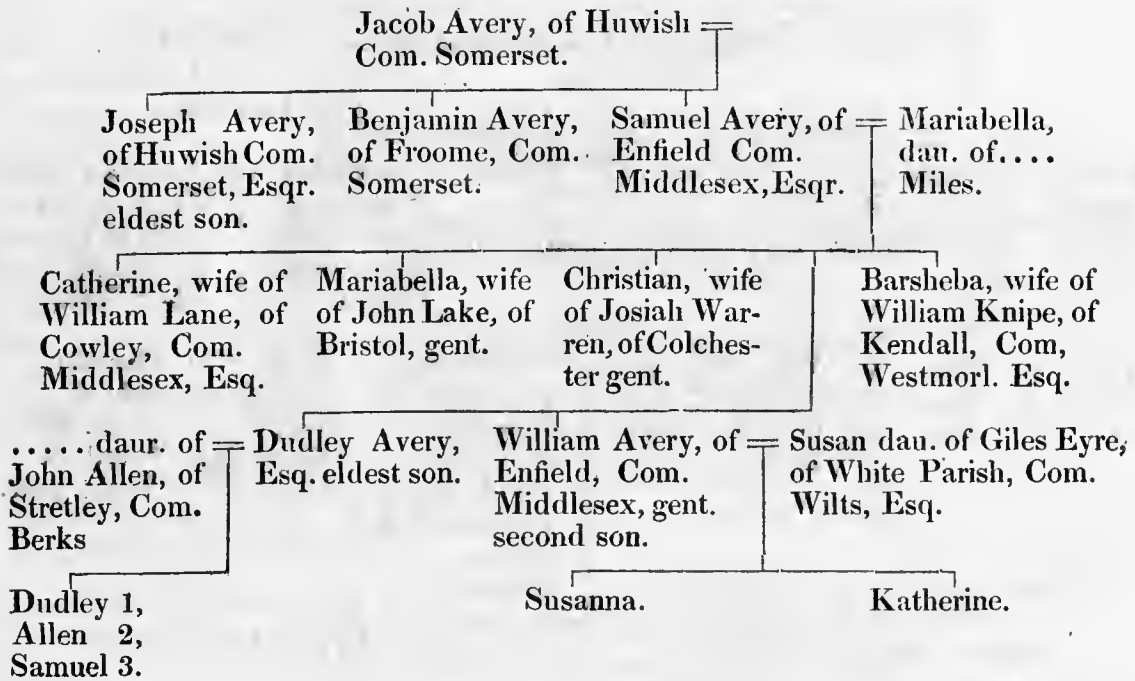 Jacob Avery, of Huwish =
Com. Somerset.
Joseph Avery,
of Huwish Com.
Somerset, Esqr.
eldest son.
Benjamin Avery,
of Froome, Com.
Somerset.
Samuel Avery, of =
Enfield Com.
Middlesex, Esqr.
Mariabella,
dau. of....
Miles.
Catherine, wife of
William Lane, of
Cowley, Com.
Middlesex, Esq.
Mariabella, wife
of John Lake, of
Bristol, gent.
Christian, wife
of Josiah War-
ren, of Colches-
ter gent.
Barsheba, wife of
William Knipe, of
Kendall, Com,
Westmorl. Esq.
..... daur. of =
John Allen, of
Stretley, Com.
Berks
Dudley Avery,
Esq. eldest son.
William Avery, of =
Enfield, Com.
Middlesex, gent.
second son.
Susan dau. of Giles Eyre,
of White Parish, Com.
Wilts, Esq.
Dudley 1,
Allen 2,
Samuel 3.
Susanna.
Katherine.